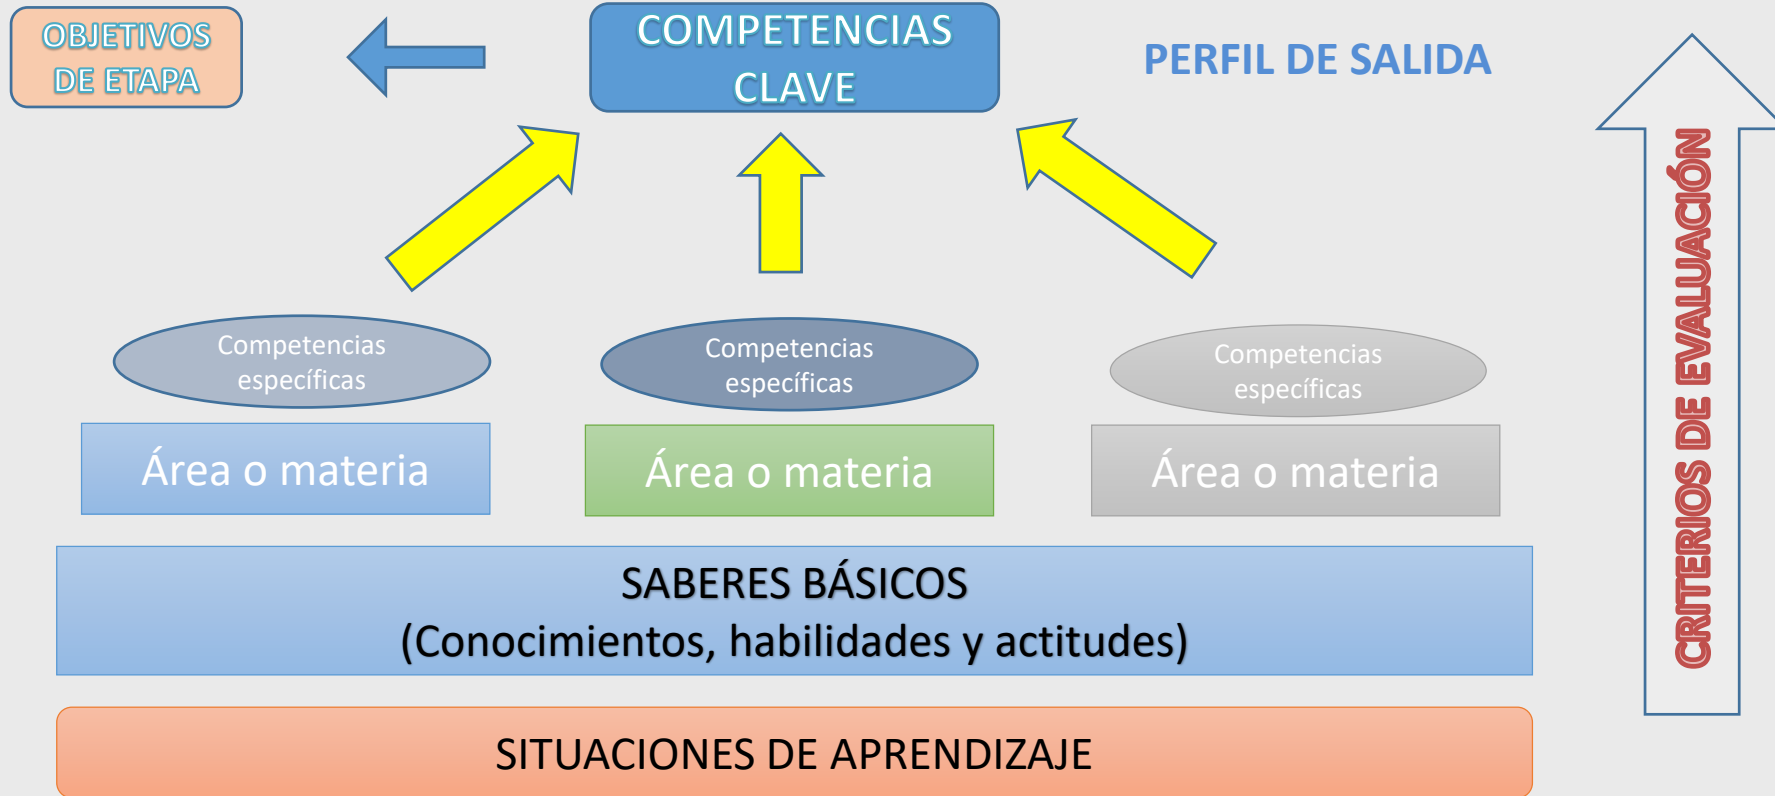 OBJETIVOS
DE ETAPA
COMPETENCIAS
CLAVE
PERFIL DE SALIDA
Competencias
específicas
Competencias
específicas
Competencias
específicas
Área o materia
Área o materia
Área o materia
SABERES BÁSICOS
(Conocimientos, habilidades y actitudes)
SITUACIONES DE APRENDIZAJE
CRITERIOS DE EVALUACIÓN